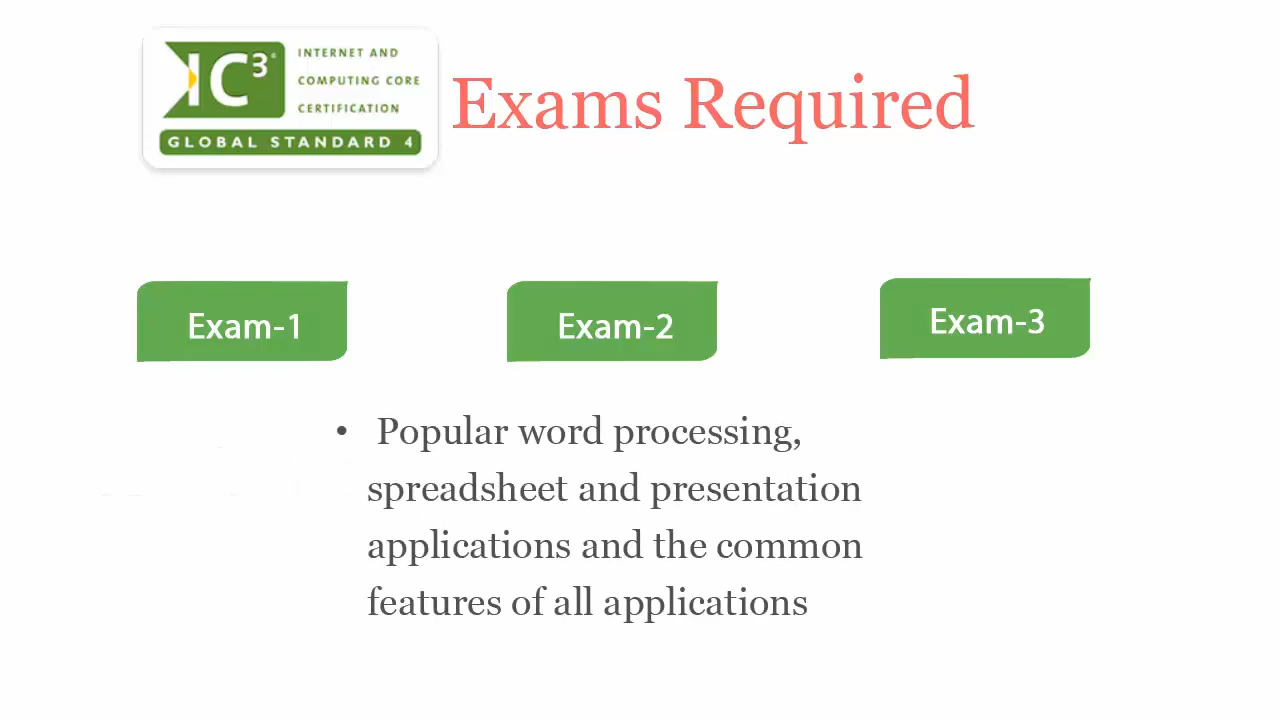 IC³®
INTERNET AND
COMPUTING CORE
CERTIFICATION
GLOBAL STANDARD 4
Exams Required
Exam-1
Exam-2
Exam-3
• Popular word processing,
spreadsheet and presentation
applications and the common
features of all applications